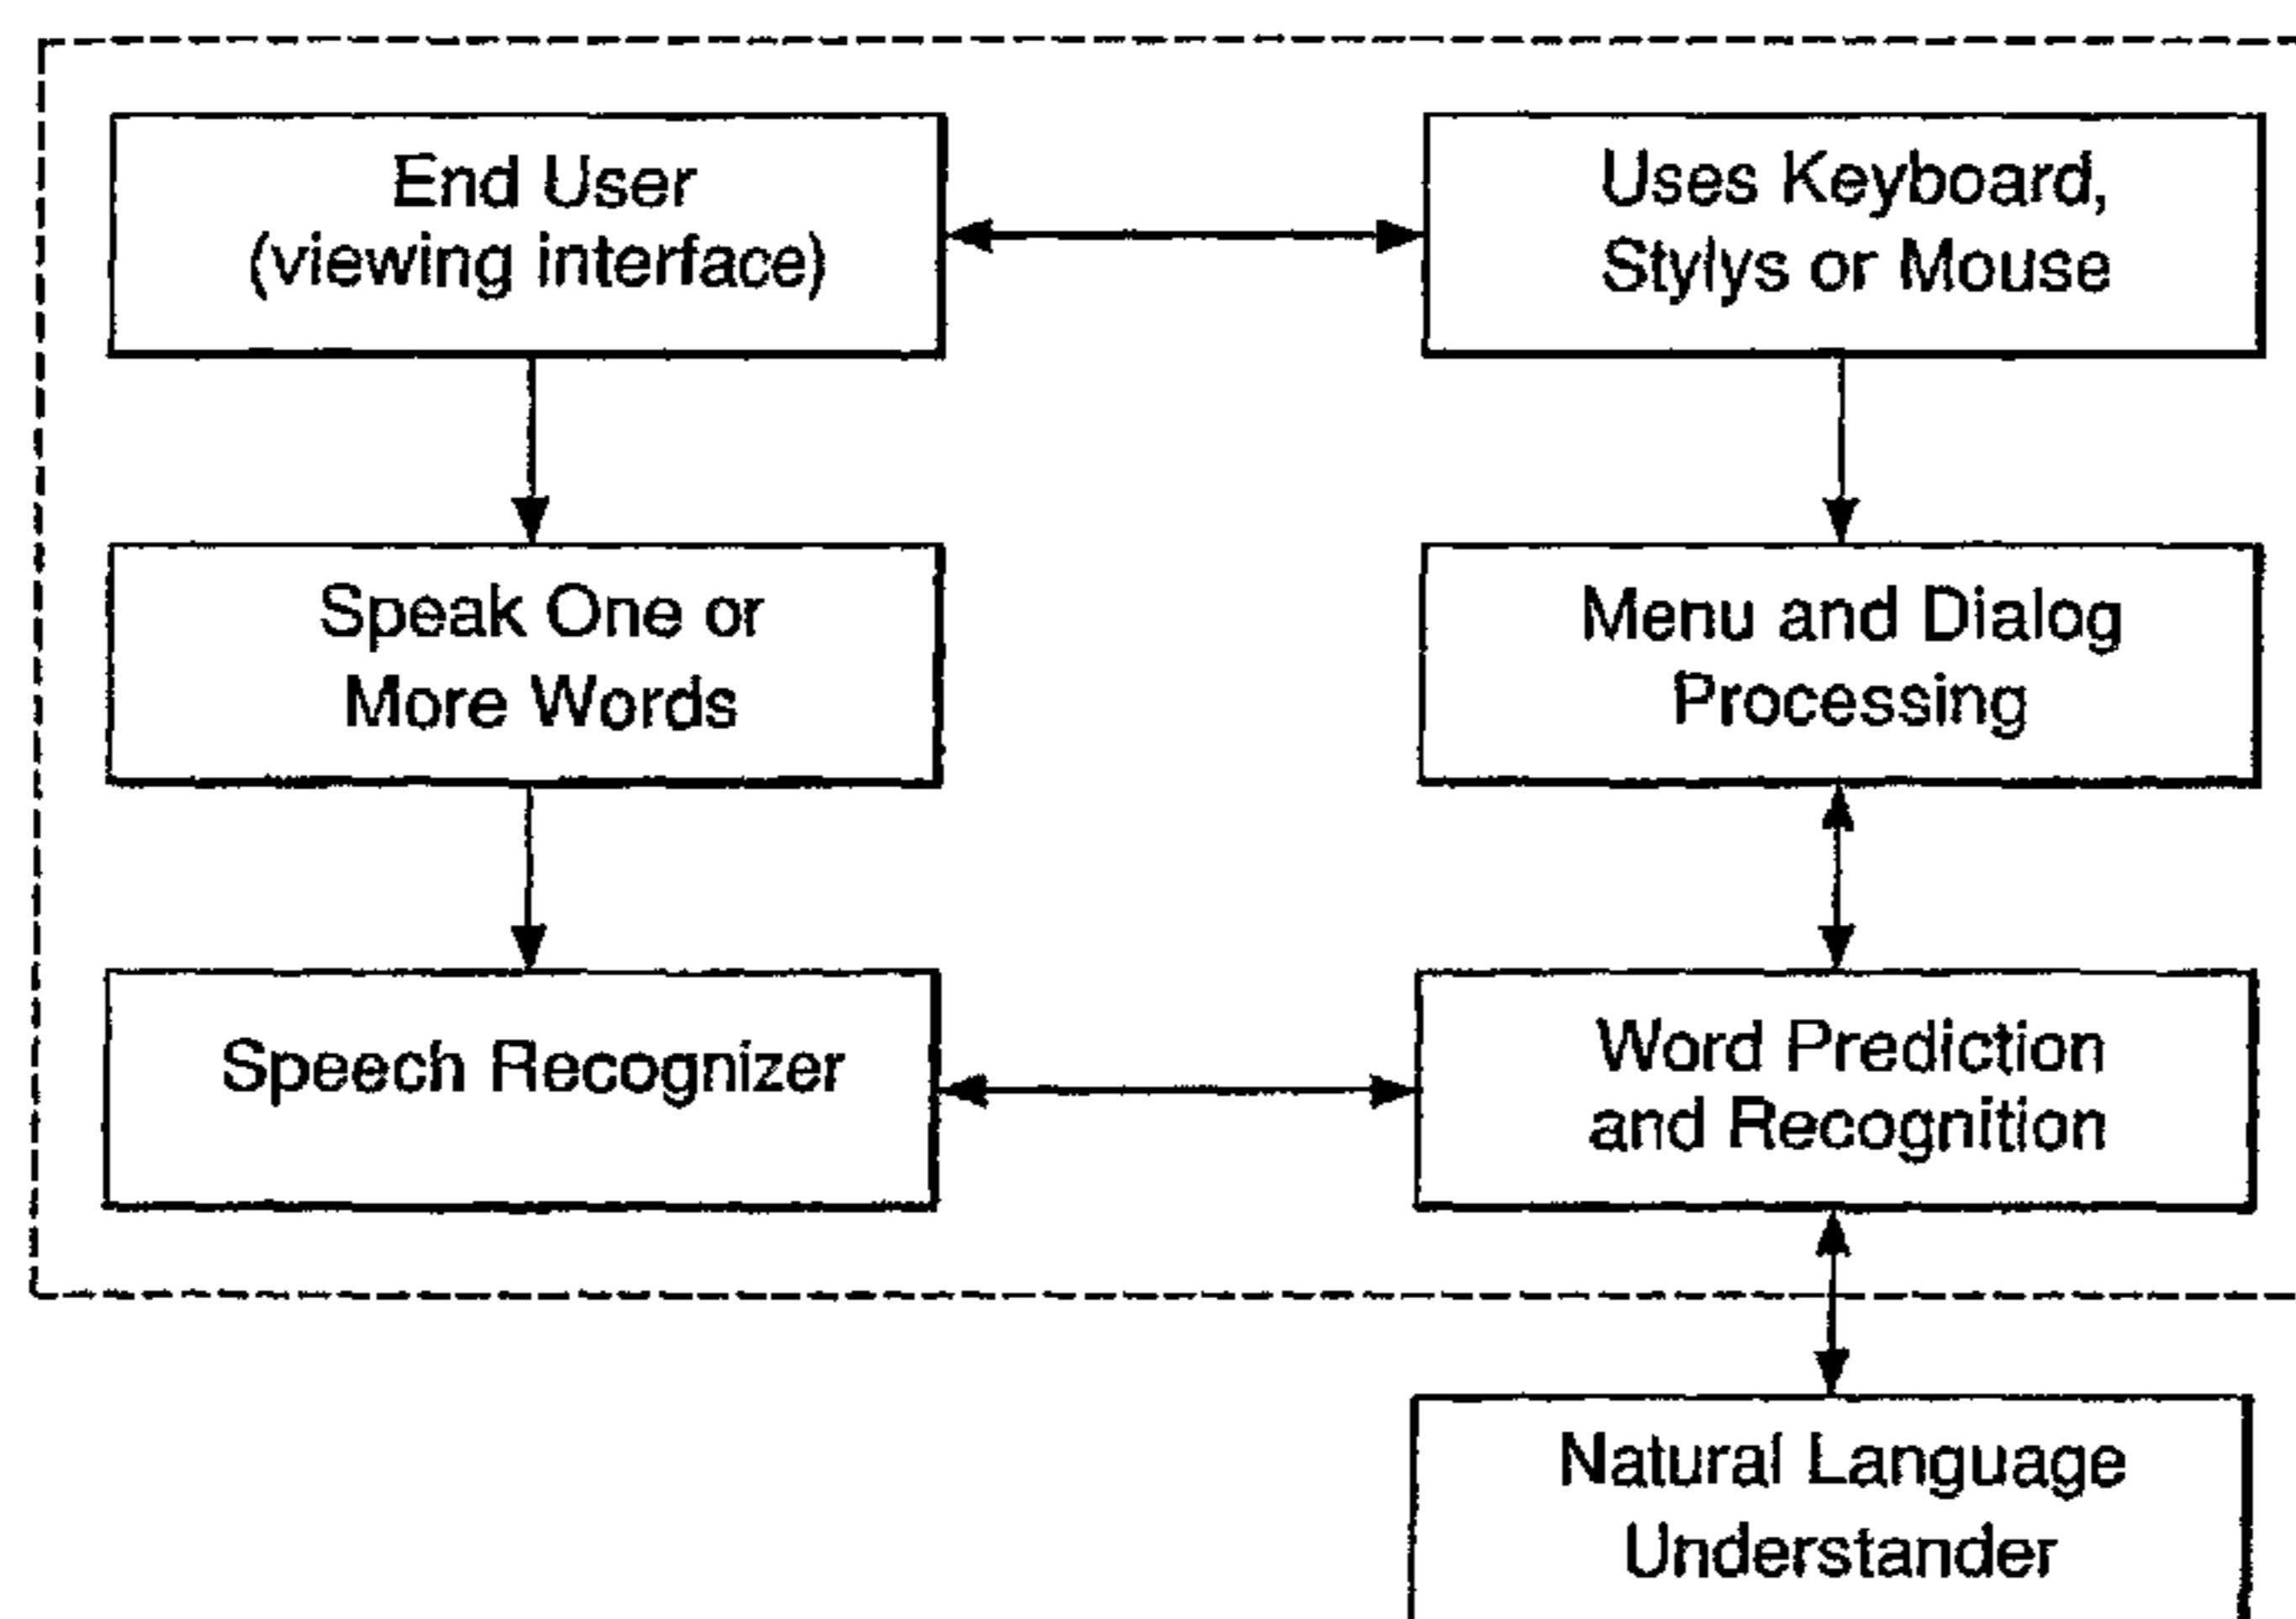 End User
(viewing interface)
Uses Keyboard,
Stylys or Mouse
Speak One or
More Words
Menu and Dialog
Processing
Speech Recognizer
Word Prediction
and Recognition
Natural Language
Understander